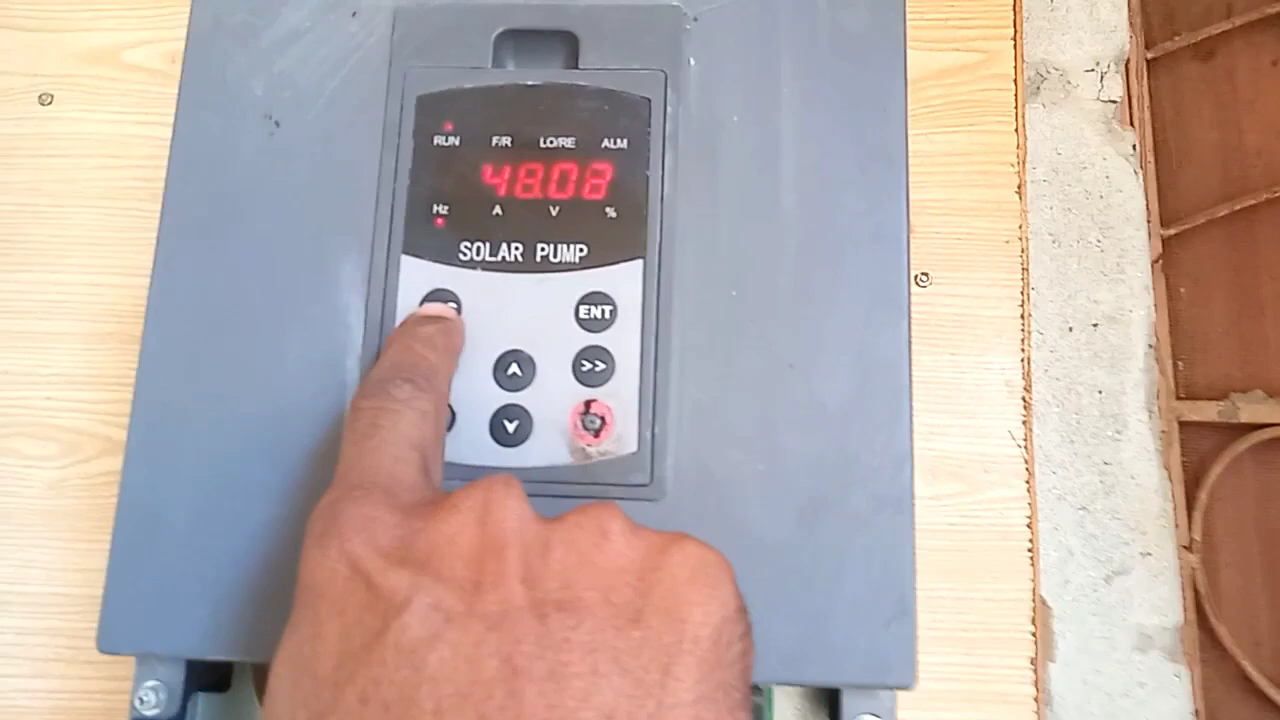 RUN F/R LO/RE ALM
48.08
Hz A V %
SOLAR PUMP
ENT
>>